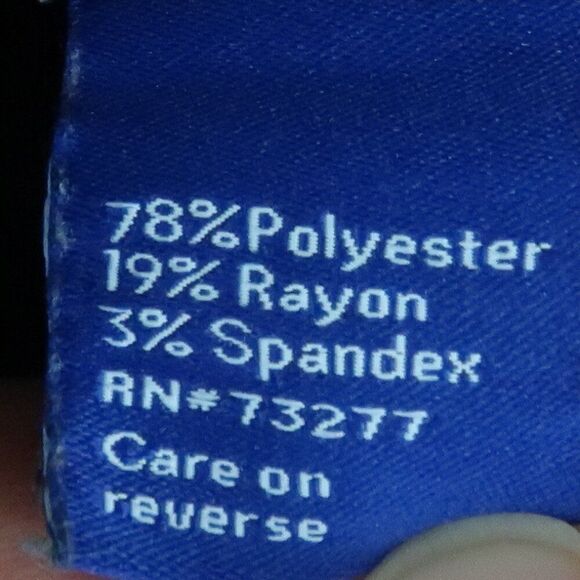 78%Polyester
19% Rayon
3% Spandex
RN#73277
Care on
reverse